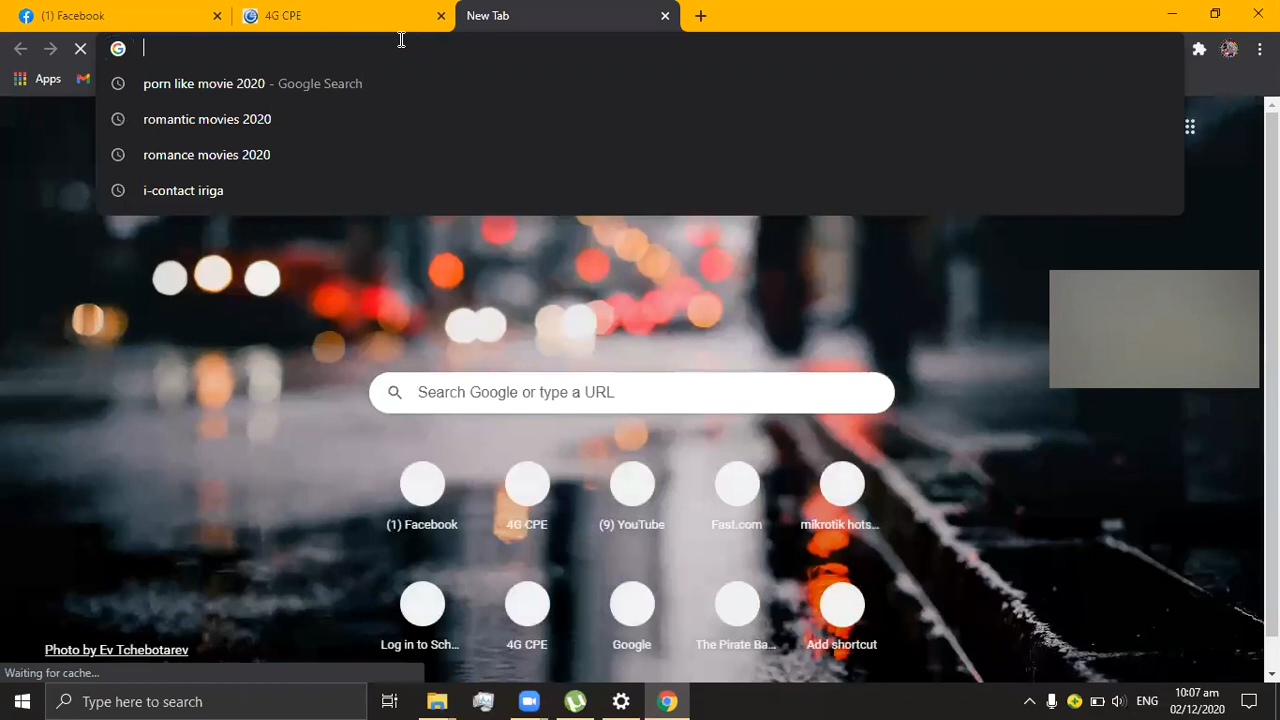 (1) Facebook
4G CPE
New Tab
Apps
porn like movie 2020 - Google Search
romantic movies 2020
romance movies 2020
i-contact iriga
Search Google or type a URL
(1) Facebook
4G CPE
(9) YouTube
Fast.com
mikrotik hots...
Log in to Sch...
4G CPE
Google
The Pirate Ba...
Add shortcut
Photo by Ev Tchebotarev
Waiting for cache...
Type here to search
ENG
10:07 am
02/12/2020